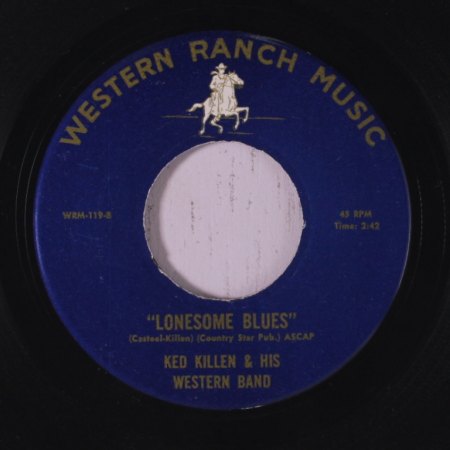 WESTERN RANCH MUSIC
WRM-119-B
45 RPM
Time: 2:42
"LONESOME BLUES"
(Casteel-Killen) (Country Star Pub.) ASCAP
KED KILLEN & HIS
WESTERN BAND